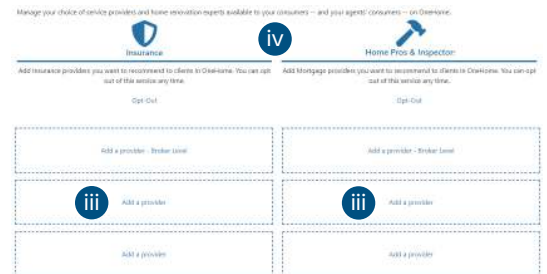 Manage your choice of service providers and home renovation experts available to your consumers — and your agents' consumers — on OneHome.
iv
Insurance
Home Pros & Inspector
Add Insurance providers you want to recommend to clients in OneHome. You can opt
out of this service any time.
Add Mortgage providers you want to recommend to clients in OneHome. You can opt
out of this service any time.
Opt-Out
Opt-Out
Add a provider - Broker Level
Add a provider - Broker Level
iii
Add a provider
iii
Add a provider
Add a provider
Add a provider